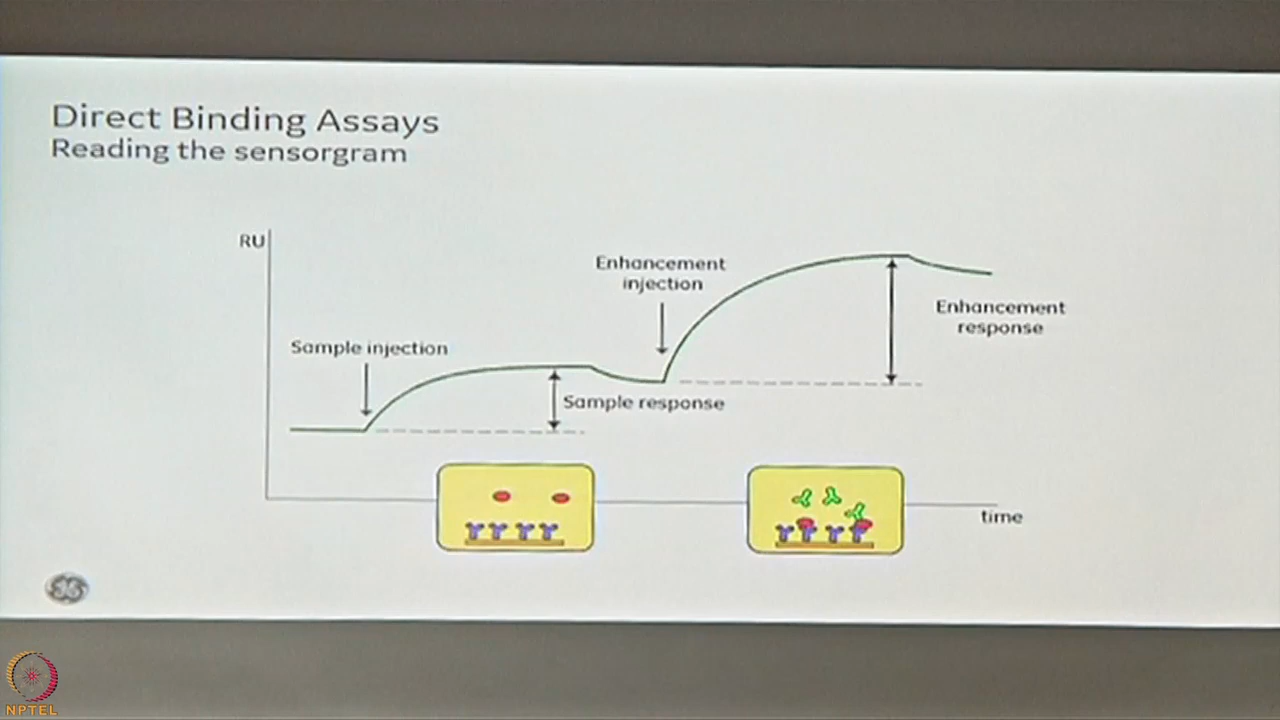 Direct Binding Assays
Reading the sensorgram
RU
Enhancement
injection
Enhancement
response
Sample injection
Sample response
time
NPTEL